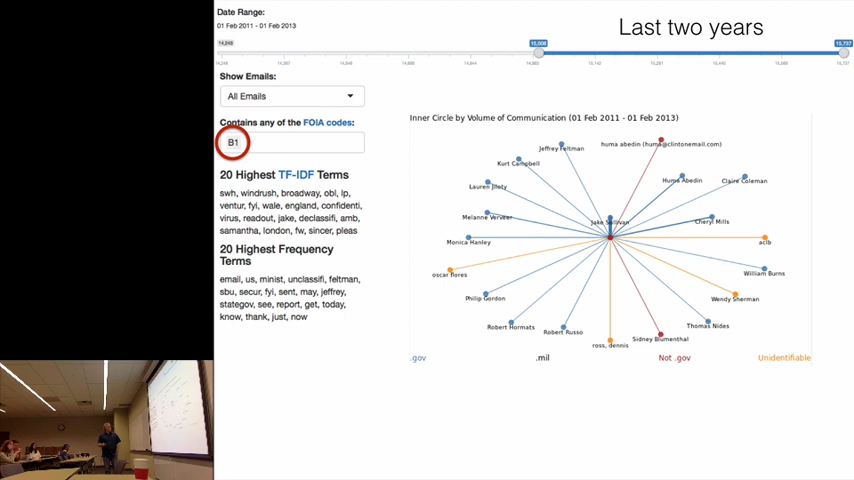 Date Range:
01 Feb 2011 - 01 Feb 2013
Last two years
15,737
Show Emails:
All Emails
Contains any of the FOIA codes:
B1
20 Highest TF-IDF Terms
swh, windrush, broadway, obl, lp,
ventur, fyi, wale, england, confidenti,
virus, readout, jake, declassifi, amb,
samantha, london, fw, sincer, pleas
20 Highest Frequency
Terms
email, us, minist, unclassifi, feltman,
sbu, secur, fyi, sent, may, jeffrey,
stategov, see, report, get, today,
know, thank, just, now
Inner Circle by Volume of Communication (01 Feb 2011 - 01 Feb 2013)
huma abedin (huma@clintonemail.com)
Jeffrey Feltman
Kurt Campbell
Huma Abedin
Claire Coleman
Lauren Jiloty
Melanne Verveer
Jake Sullivan
Cheryl Mills
Monica Hanley
aclb
oscar flores
William Burns
Philip Gordon
Wendy Sherman
Robert Hormats
Robert Russo
Thomas Nides
ross, dennis
Sidney Blumenthal
.gov
.mil
Not .gov
Unidentifiable